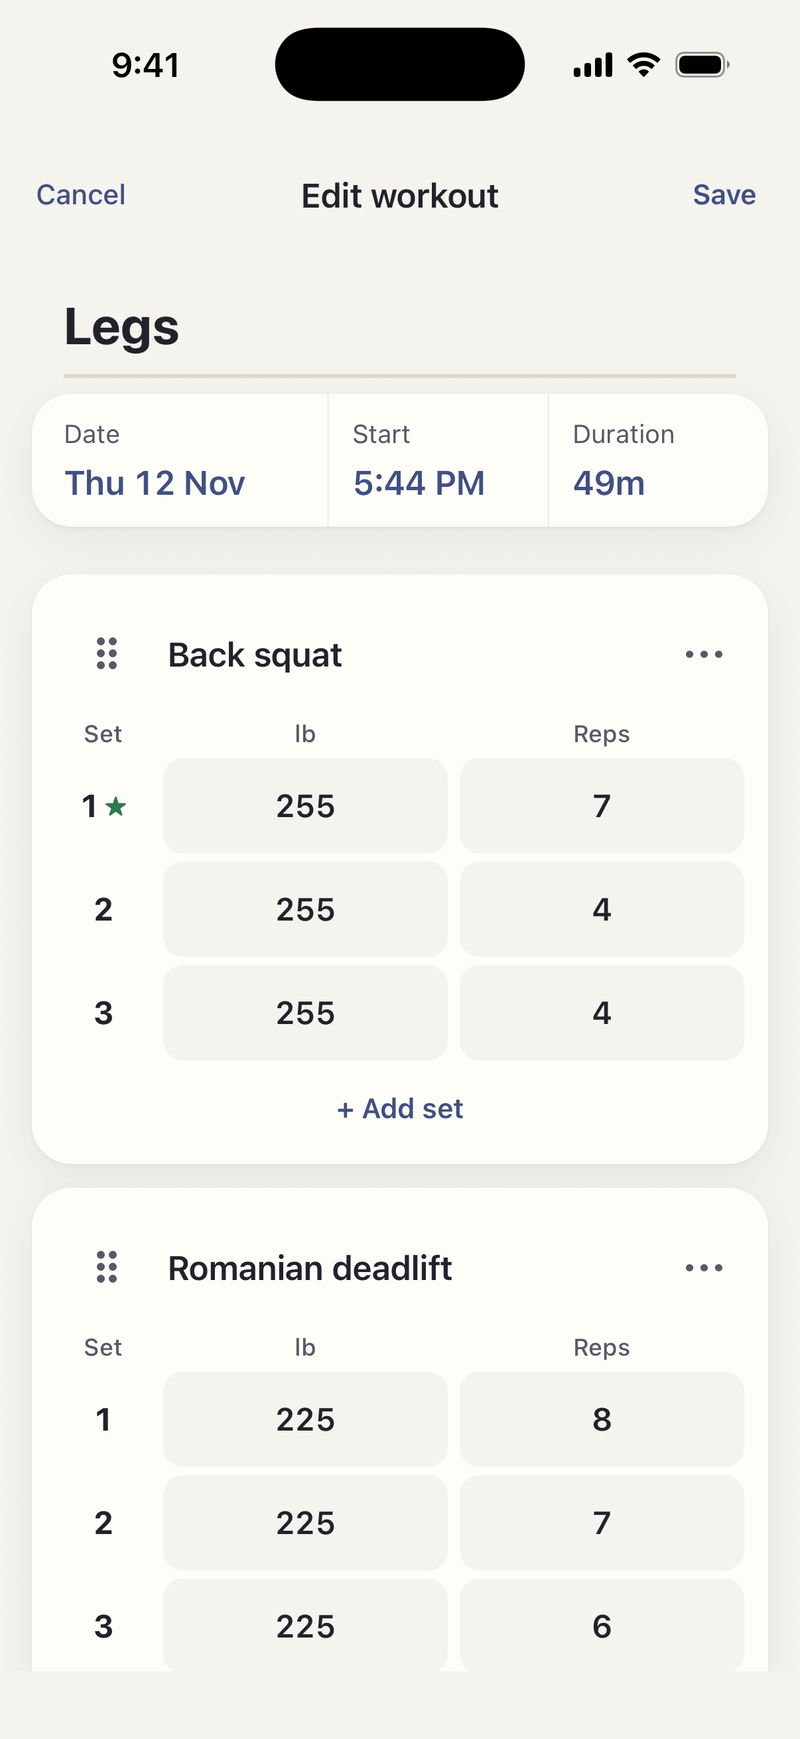 9:41
Cancel Edit workout Save
Legs
Date Start Duration
Thu 12 Nov 5:44 PM 49m
Back squat
Set lb Reps
1 255 7
2 255 4
3 255 4
+ Add set
Romanian deadlift
Set lb Reps
1 225 8
2 225 7
3 225 6